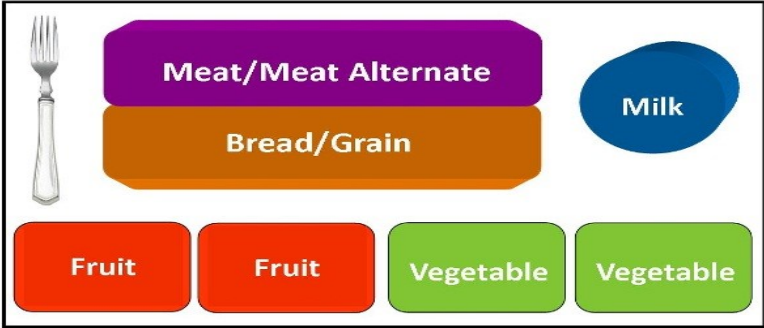 Meat/Meat Alternate
Milk
Bread/Grain
Fruit
Fruit
Vegetable
Vegetable